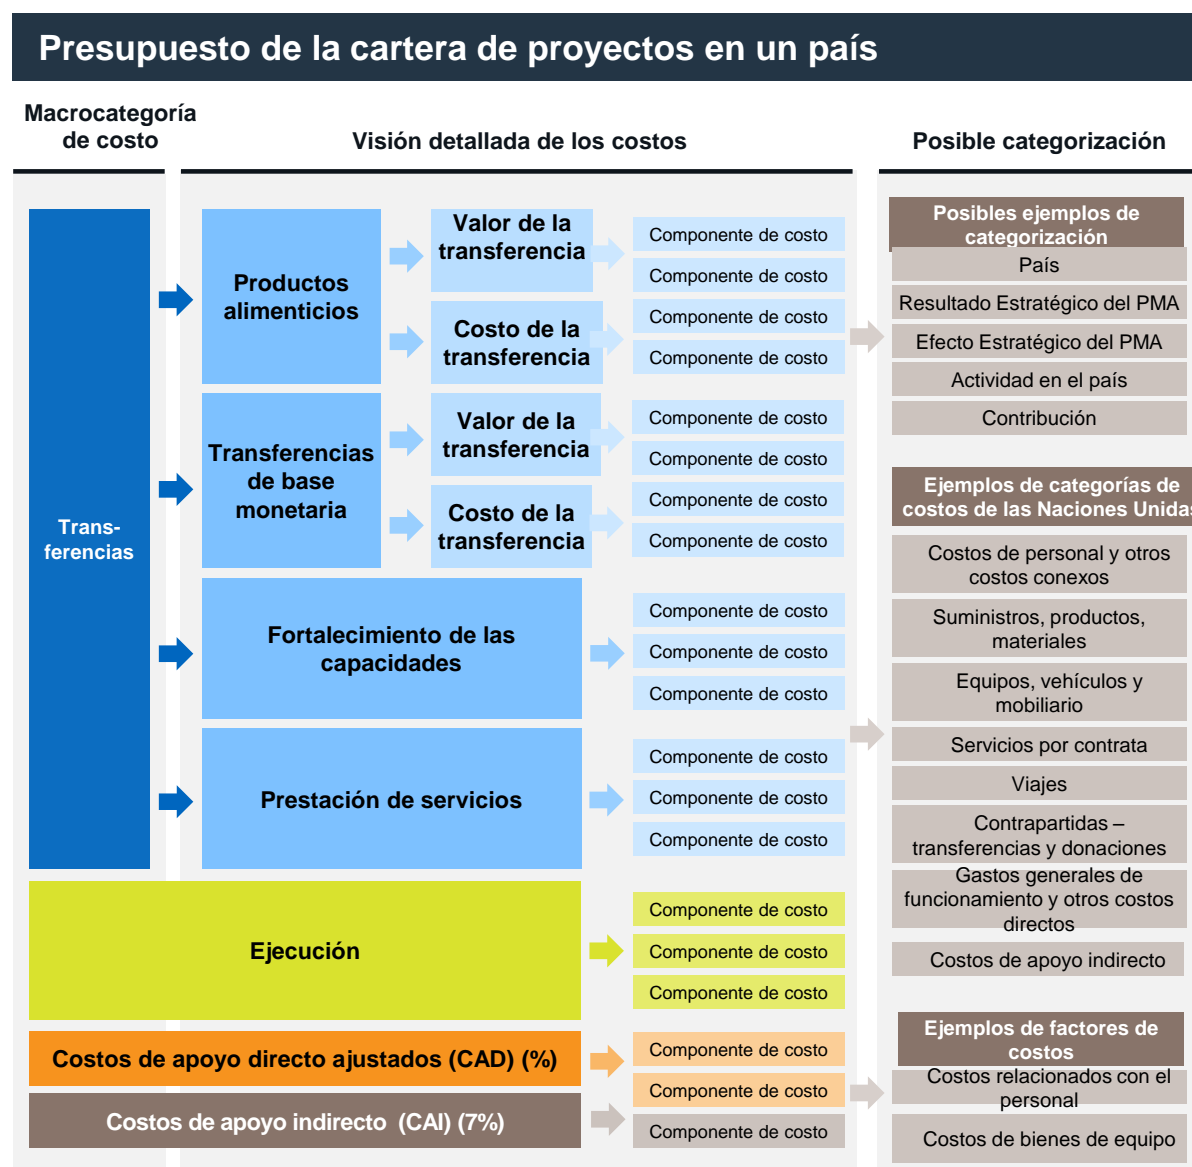 Presupuesto de la cartera de proyectos en un país
Macrocategoría
de costo
Visión detallada de los costos
Posible categorización
Trans-
ferencias
Productos
alimenticios
Valor de la
transferencia
Componente de costo
Componente de costo
Costo de la
transferencia
Componente de costo
Componente de costo
Transferencias
de base
monetaria
Valor de la
transferencia
Componente de costo
Componente de costo
Costo de la
transferencia
Componente de costo
Componente de costo
Fortalecimiento de las
capacidades
Componente de costo
Componente de costo
Componente de costo
Prestación de servicios
Componente de costo
Componente de costo
Componente de costo
Ejecución
Componente de costo
Componente de costo
Componente de costo
Costos de apoyo directo ajustados (CAD) (%)
Componente de costo
Componente de costo
Costos de apoyo indirecto (CAI) (7%)
Componente de costo
Posibles ejemplos de
categorización
País
Resultado Estratégico del PMA
Efecto Estratégico del PMA
Actividad en el país
Contribución
Ejemplos de categorías de
costos de las Naciones Unidas
Costos de personal y otros
costos conexos
Suministros, productos,
materiales
Equipos, vehículos y
mobiliario
Servicios por contrata
Viajes
Contrapartidas –
transferencias y donaciones
Gastos generales de
funcionamiento y otros costos
directos
Costos de apoyo indirecto
Ejemplos de factores de
costos
Costos relacionados con el
personal
Costos de bienes de equipo